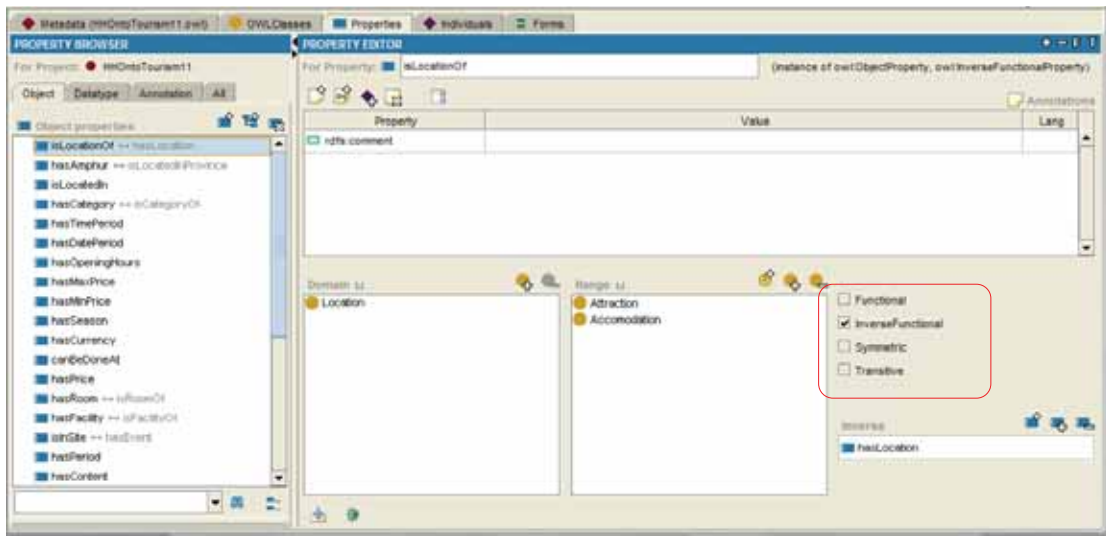 Metadata (HHOntoTourism11.owl) OWLClasses Properties Individuals Forms
PROPERTY BROWSER
For Project: HHOntoTourism11
Object Datatype Annotation All
Object properties
isLocationOf ↔ hasLocation
hasAmphur ↔ isLocatedInProvince
isLocatedIn
hasCategory ↔ isCategoryOf
hasTimePeriod
hasDatePeriod
hasOpeningHours
hasMaxPrice
hasMinPrice
hasSeason
hasCurrency
canBeDoneAt
hasPrice
hasRoom ↔ isRoomOf
hasFacility ↔ isFacilityOf
isInSite ↔ hasEvent
hasPeriod
hasContent
PROPERTY EDITOR
For Property: isLocationOf (instance of owl:ObjectProperty, owl:InverseFunctionalProperty)
Annotations
Property Value Lang
rdfs:comment
Domain
Location
Range
Attraction
Accomodation
Functional
InverseFunctional
Symmetric
Transitive
Inverse
hasLocation